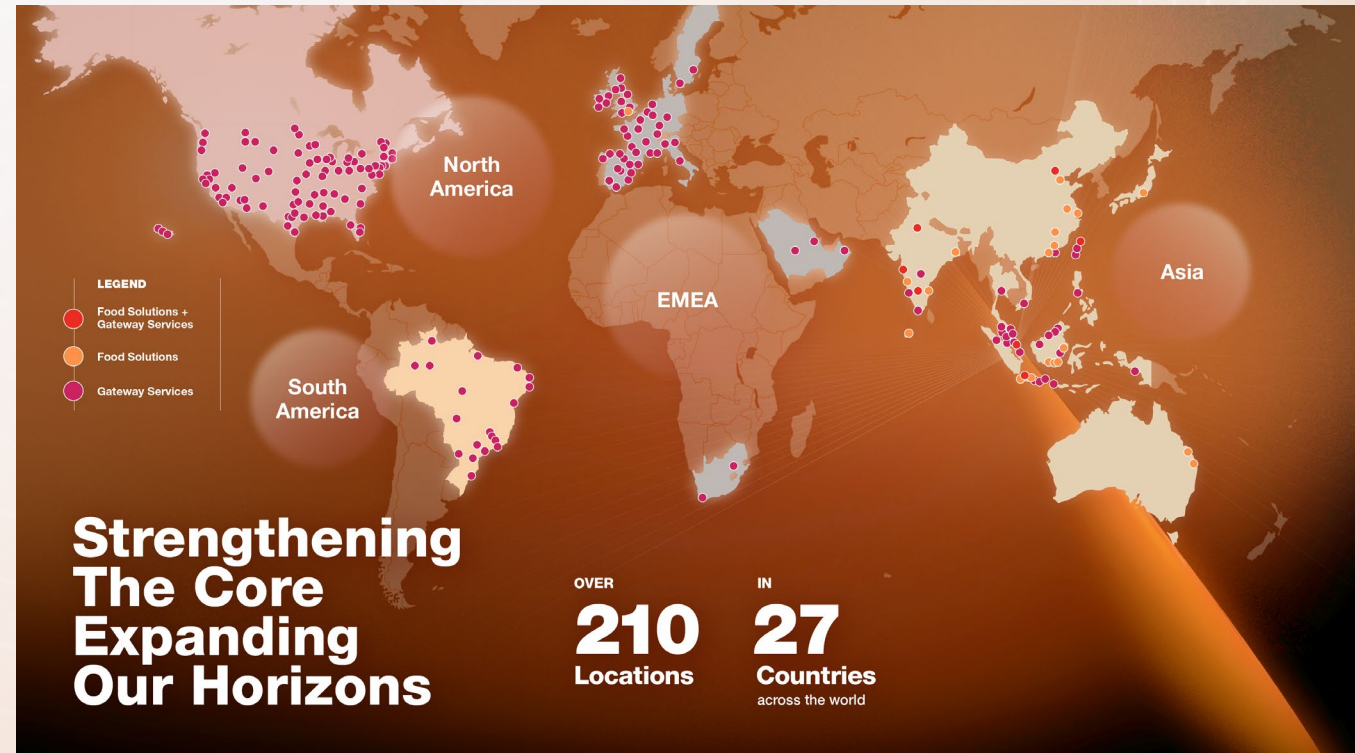 North
America
EMEA
Asia
LEGEND
Food Solutions +
Gateway Services
Food Solutions
Gateway Services
South
America
Strengthening
The Core
Expanding
Our Horizons
OVER
210
Locations
IN
27
Countries
across the world